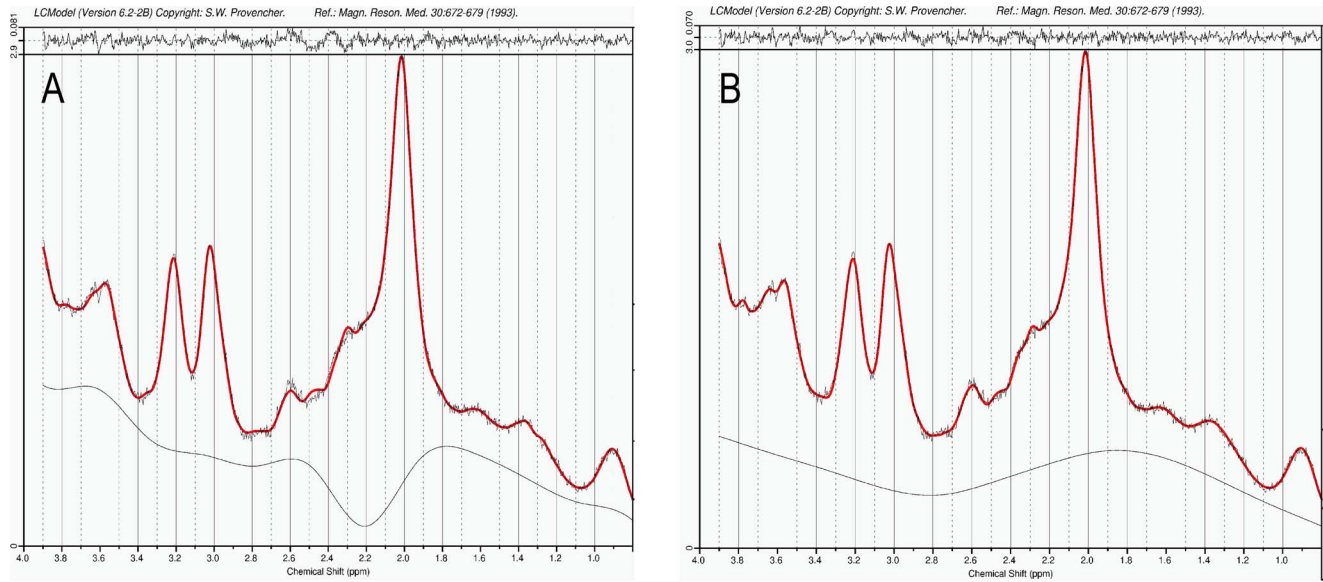 LCModel (Version 6.2-2B) Copyright: S.W. Provencher. Ref.: Magn. Reson. Med. 30:672-679 (1993).
0.081
2.9
A
0
4.0 3.8 3.6 3.4 3.2 3.0 2.8 2.6 2.4 2.2 2.0 1.8 1.6 1.4 1.2 1.0
Chemical Shift (ppm)
LCModel (Version 6.2-2B) Copyright: S.W. Provencher. Ref.: Magn. Reson. Med. 30:672-679 (1993).
0.070
3.0
B
0
4.0 3.8 3.6 3.4 3.2 3.0 2.8 2.6 2.4 2.2 2.0 1.8 1.6 1.4 1.2 1.0
Chemical Shift (ppm)